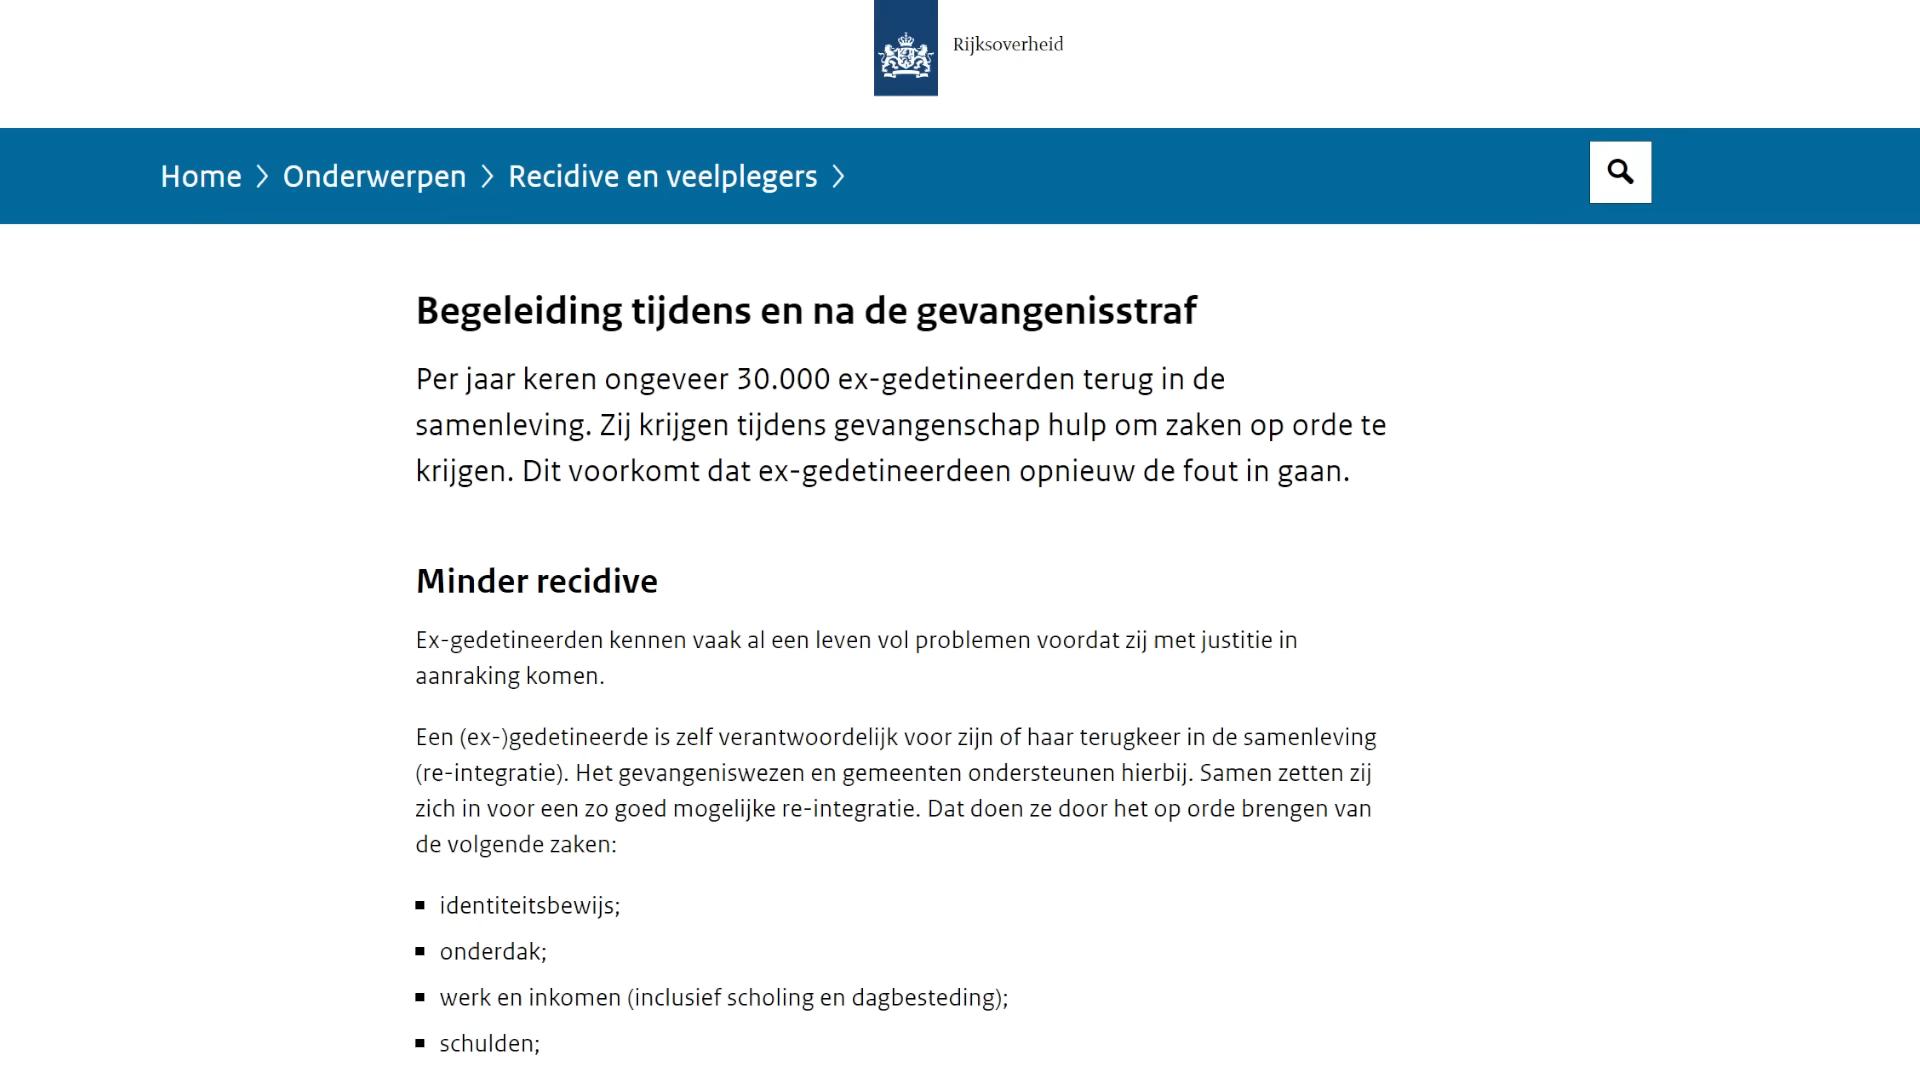 Rijksoverheid
Home > Onderwerpen > Recidive en veelplegers >
Begeleiding tijdens en na de gevangenisstraf
Per jaar keren ongeveer 30.000 ex-gedetineerden terug in de
samenleving. Zij krijgen tijdens gevangenschap hulp om zaken op orde te
krijgen. Dit voorkomt dat ex-gedetineerdeen opnieuw de fout in gaan.
Minder recidive
Ex-gedetineerden kennen vaak al een leven vol problemen voordat zij met justitie in
aanraking komen.
Een (ex-)gedetineerde is zelf verantwoordelijk voor zijn of haar terugkeer in de samenleving
(re-integratie). Het gevangeniswezen en gemeenten ondersteunen hierbij. Samen zetten zij
zich in voor een zo goed mogelijke re-integratie. Dat doen ze door het op orde brengen van
de volgende zaken:
▪ identiteitsbewijs;
▪ onderdak;
▪ werk en inkomen (inclusief scholing en dagbesteding);
▪ schulden;